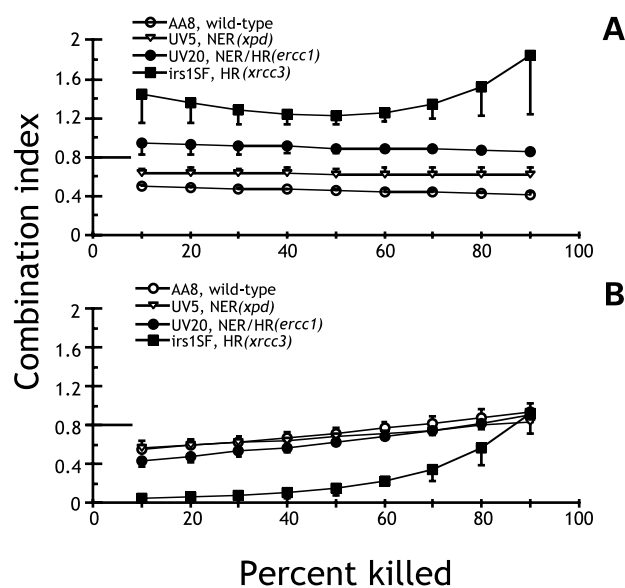 A
AA8, wild-type
UV5, NER(xpd)
UV20, NER/HR(ercc1)
irs1SF, HR(xrcc3)
2
1.6
1.2
0.8
0.4
0
0 20 40 60 80 100
Combination index
B
AA8, wild-type
UV5, NER(xpd)
UV20, NER/HR(ercc1)
irs1SF, HR(xrcc3)
2
1.6
1.2
0.8
0.4
0
0 20 40 60 80 100
Percent killed